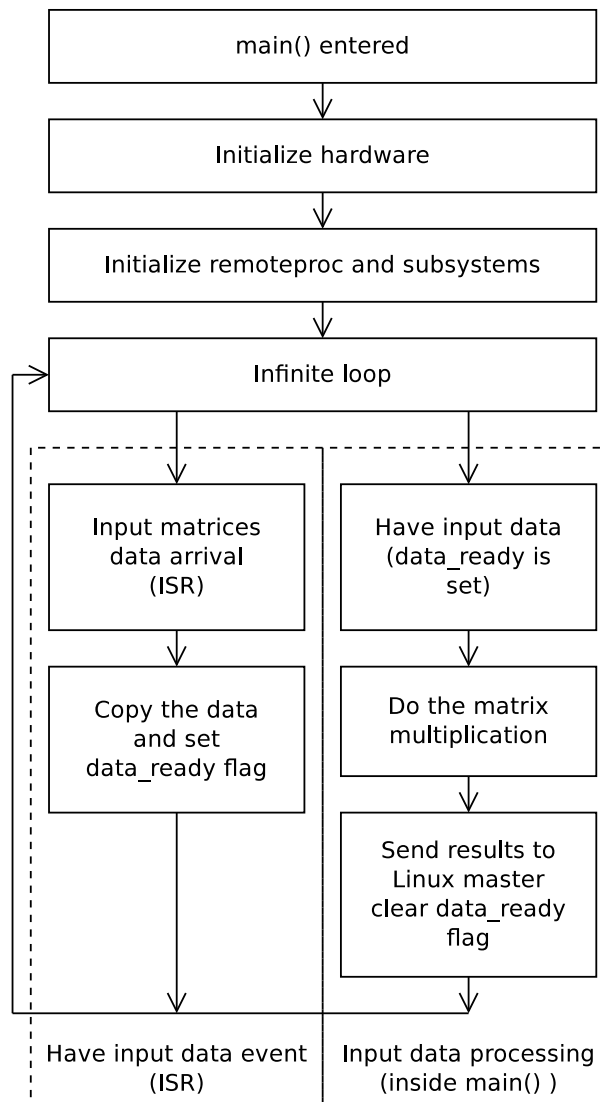 main() entered
Initialize hardware
Initialize remoteproc and subsystems
Infinite loop
Input matrices
data arrival
(ISR)
Copy the data
and set
data_ready flag
Have input data
(data_ready is
set)
Do the matrix
multiplication
Send results to
Linux master
clear data_ready
flag
Have input data event
(ISR)
Input data processing
(inside main() )